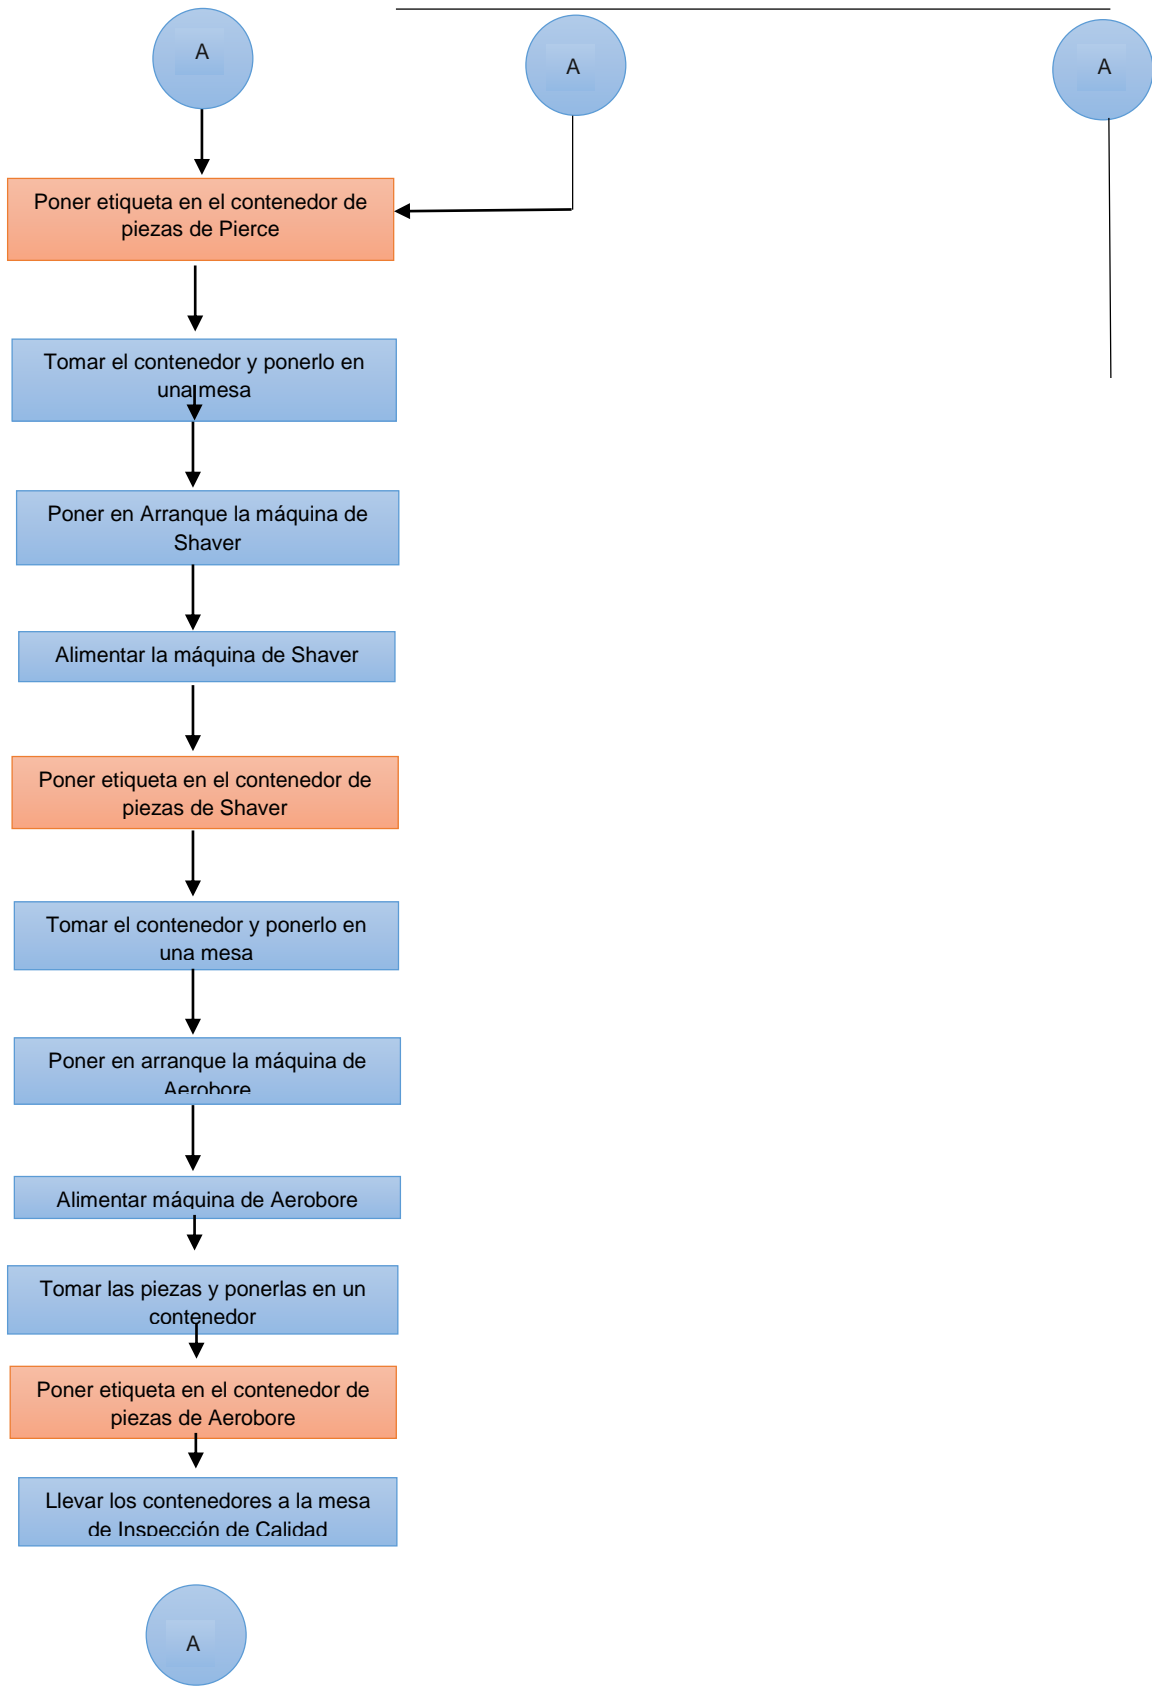 A
A
A
Poner etiqueta en el contenedor de
piezas de Pierce
Tomar el contenedor y ponerlo en
una mesa
Poner en Arranque la máquina de
Shaver
Alimentar la máquina de Shaver
Poner etiqueta en el contenedor de
piezas de Shaver
Tomar el contenedor y ponerlo en
una mesa
Poner en arranque la máquina de
Aerobore
Alimentar máquina de Aerobore
Tomar las piezas y ponerlas en un
contenedor
Poner etiqueta en el contenedor de
piezas de Aerobore
Llevar los contenedores a la mesa
de Inspección de Calidad
A